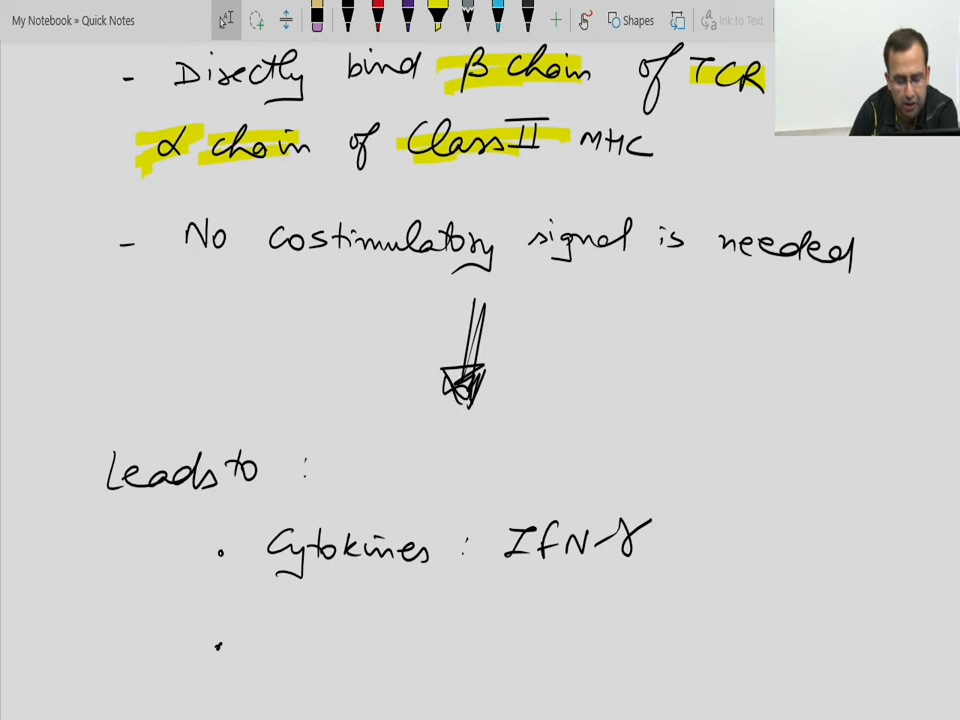 My Notebook » Quick Notes
Shapes
Ink to Text
- Directly bind β chain of TCR
α chain of Class II MHC
- No costimulatory signal is needed
Leads to :
• Cytokines : IFN-γ
•